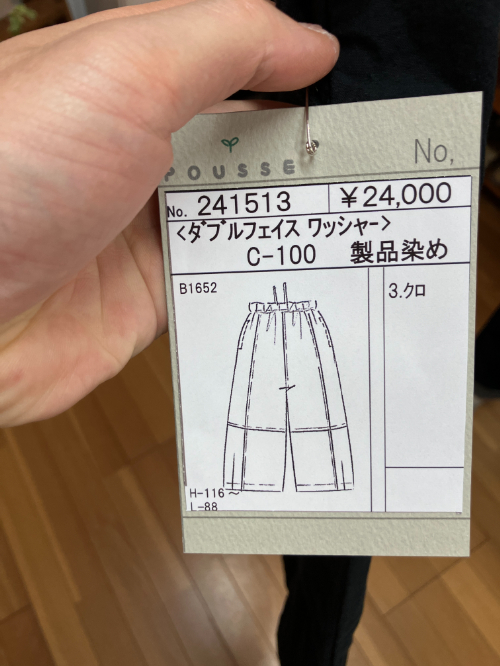 POUSSE
No,
No. 241513 ¥24,000
<ダブルフェイス ワッシャー>
C-100 製品染め
B1652
3.クロ
H-116~
L-88